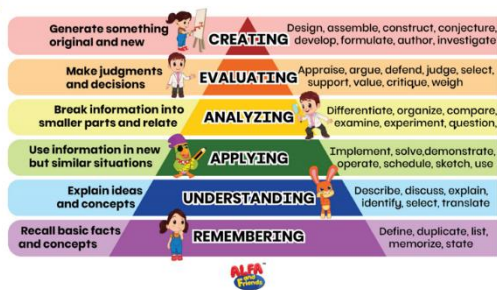 Generate something
original and new
CREATING
Design, assemble, construct, conjecture,
develop, formulate, author, investigate
Make judgments
and decisions
EVALUATING
Appraise, argue, defend, judge, select,
support, value, critique, weigh
Break information into
smaller parts and relate
ANALYZING
Differentiate, organize, compare,
examine, experiment, question,
Use information in new
but similar situations
APPLYING
Implement, solve,demonstrate,
operate, schedule, sketch, use
Explain ideas
and concepts
UNDERSTANDING
Describe, discuss, explain,
identify, select, translate
Recall basic facts
and concepts
REMEMBERING
Define, duplicate, list,
memorize, state
ALFA
and
Friends